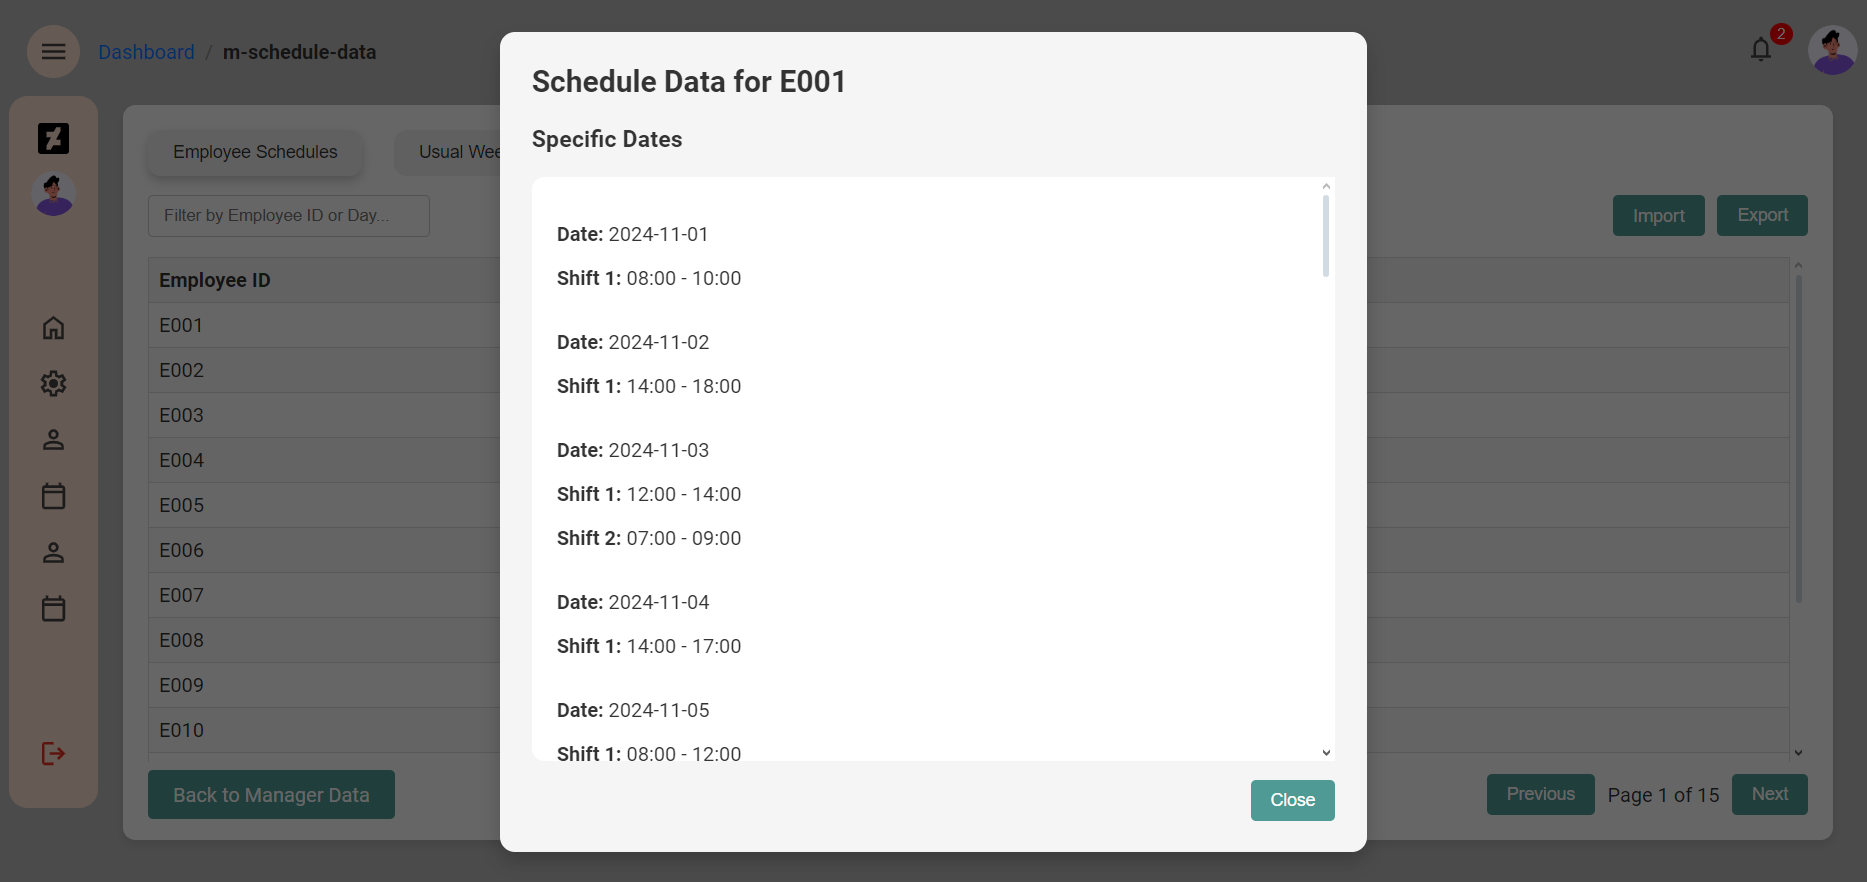 Dashboard / m-schedule-data
2
Employee Schedules
Usual Wee
Filter by Employee ID or Day...
Import
Export
Employee ID
E001
E002
E003
E004
E005
E006
E007
E008
E009
E010
Back to Manager Data
Previous
Page 1 of 15
Next
Schedule Data for E001
Specific Dates
Date: 2024-11-01
Shift 1: 08:00 - 10:00
Date: 2024-11-02
Shift 1: 14:00 - 18:00
Date: 2024-11-03
Shift 1: 12:00 - 14:00
Shift 2: 07:00 - 09:00
Date: 2024-11-04
Shift 1: 14:00 - 17:00
Date: 2024-11-05
Shift 1: 08:00 - 12:00
Close